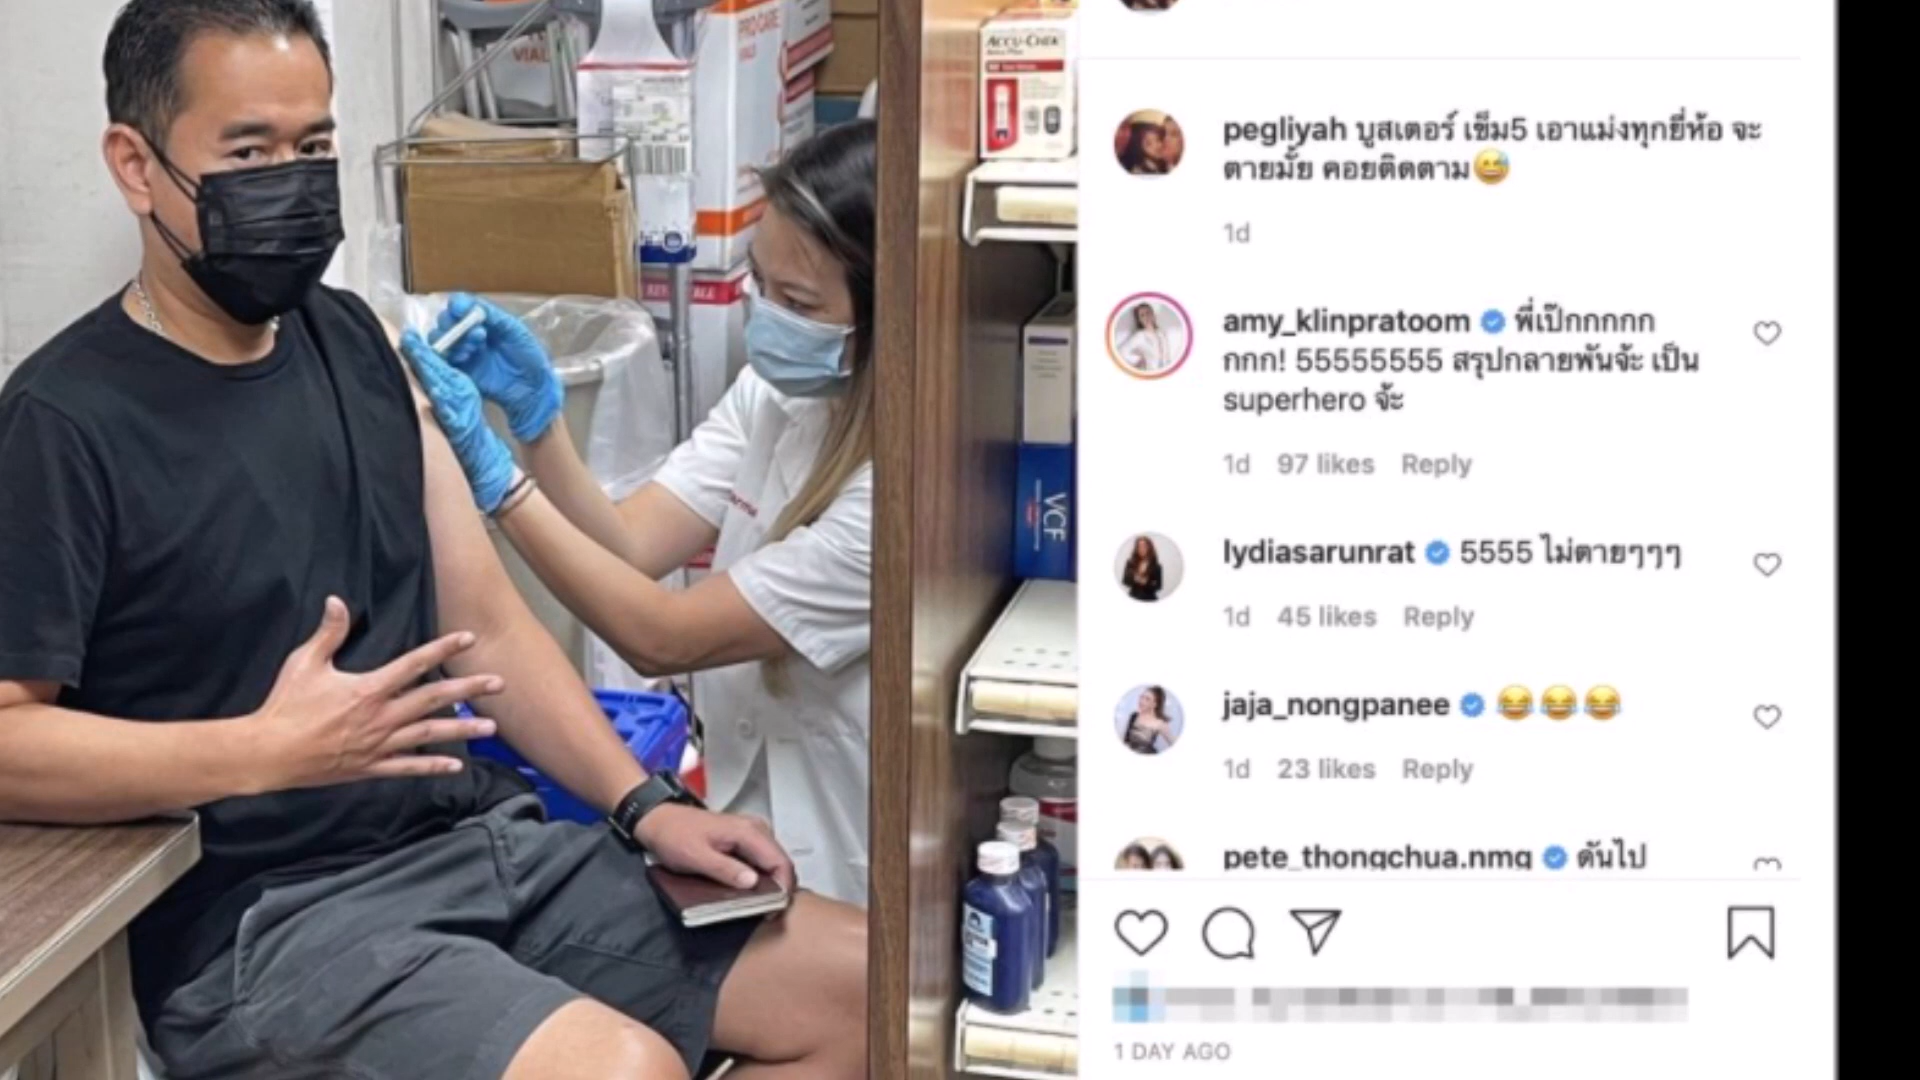 VIAL
PRO CARE
VIALS
ACCU-CHEK
VCF
pegliyah บูสเตอร์ เข็ม5 เอาแม่งทุกยี่ห้อ จะ
ตายมั้ย คอยติดตาม😅
1d
amy_klinpratoom พี่เป๊กกกกกก
กกก! 55555555 สรุปกลายพันจ้ะ เป็น
superhero จ้ะ
1d 97 likes Reply
lydiasarunrat 5555 ไม่ตายๆๆๆ
1d 45 likes Reply
jaja_nongpanee 😂😂😂
1d 23 likes Reply
pete_thongchua.nmg ดันไป
1 DAY AGO